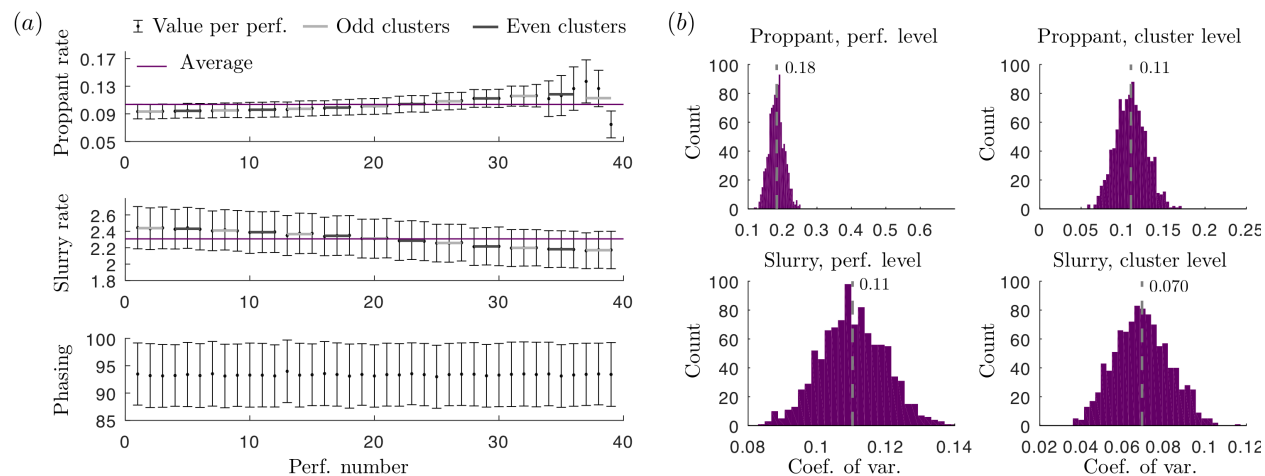 (a)
Value per perf. Odd clusters Even clusters
Average
Proppant rate
0.17
0.13
0.09
0.05
0 10 20 30 40
Slurry rate
2.6
2.4
2.2
2
1.8
0 10 20 30 40
Phasing
100
95
90
85
0 10 20 30 40
Perf. number
(b)
Proppant, perf. level
0.18
Count
100
80
60
40
20
0
0.1 0.2 0.3 0.4 0.5 0.6
Proppant, cluster level
0.11
Count
100
80
60
40
20
0
0 0.05 0.1 0.15 0.2 0.25
Slurry, perf. level
0.11
Count
100
80
60
40
20
0
0.08 0.1 0.12 0.14
Coef. of var.
Slurry, cluster level
0.070
Count
100
80
60
40
20
0
0.02 0.04 0.06 0.08 0.1 0.12
Coef. of var.